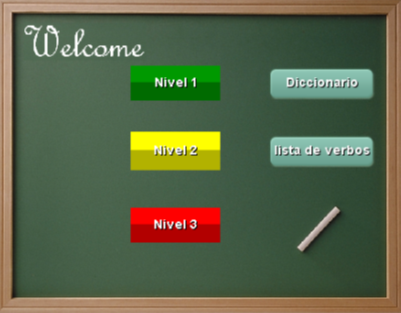 Welcome
Nivel 1
Diccionario
Nivel 2
lista de verbos
Nivel 3